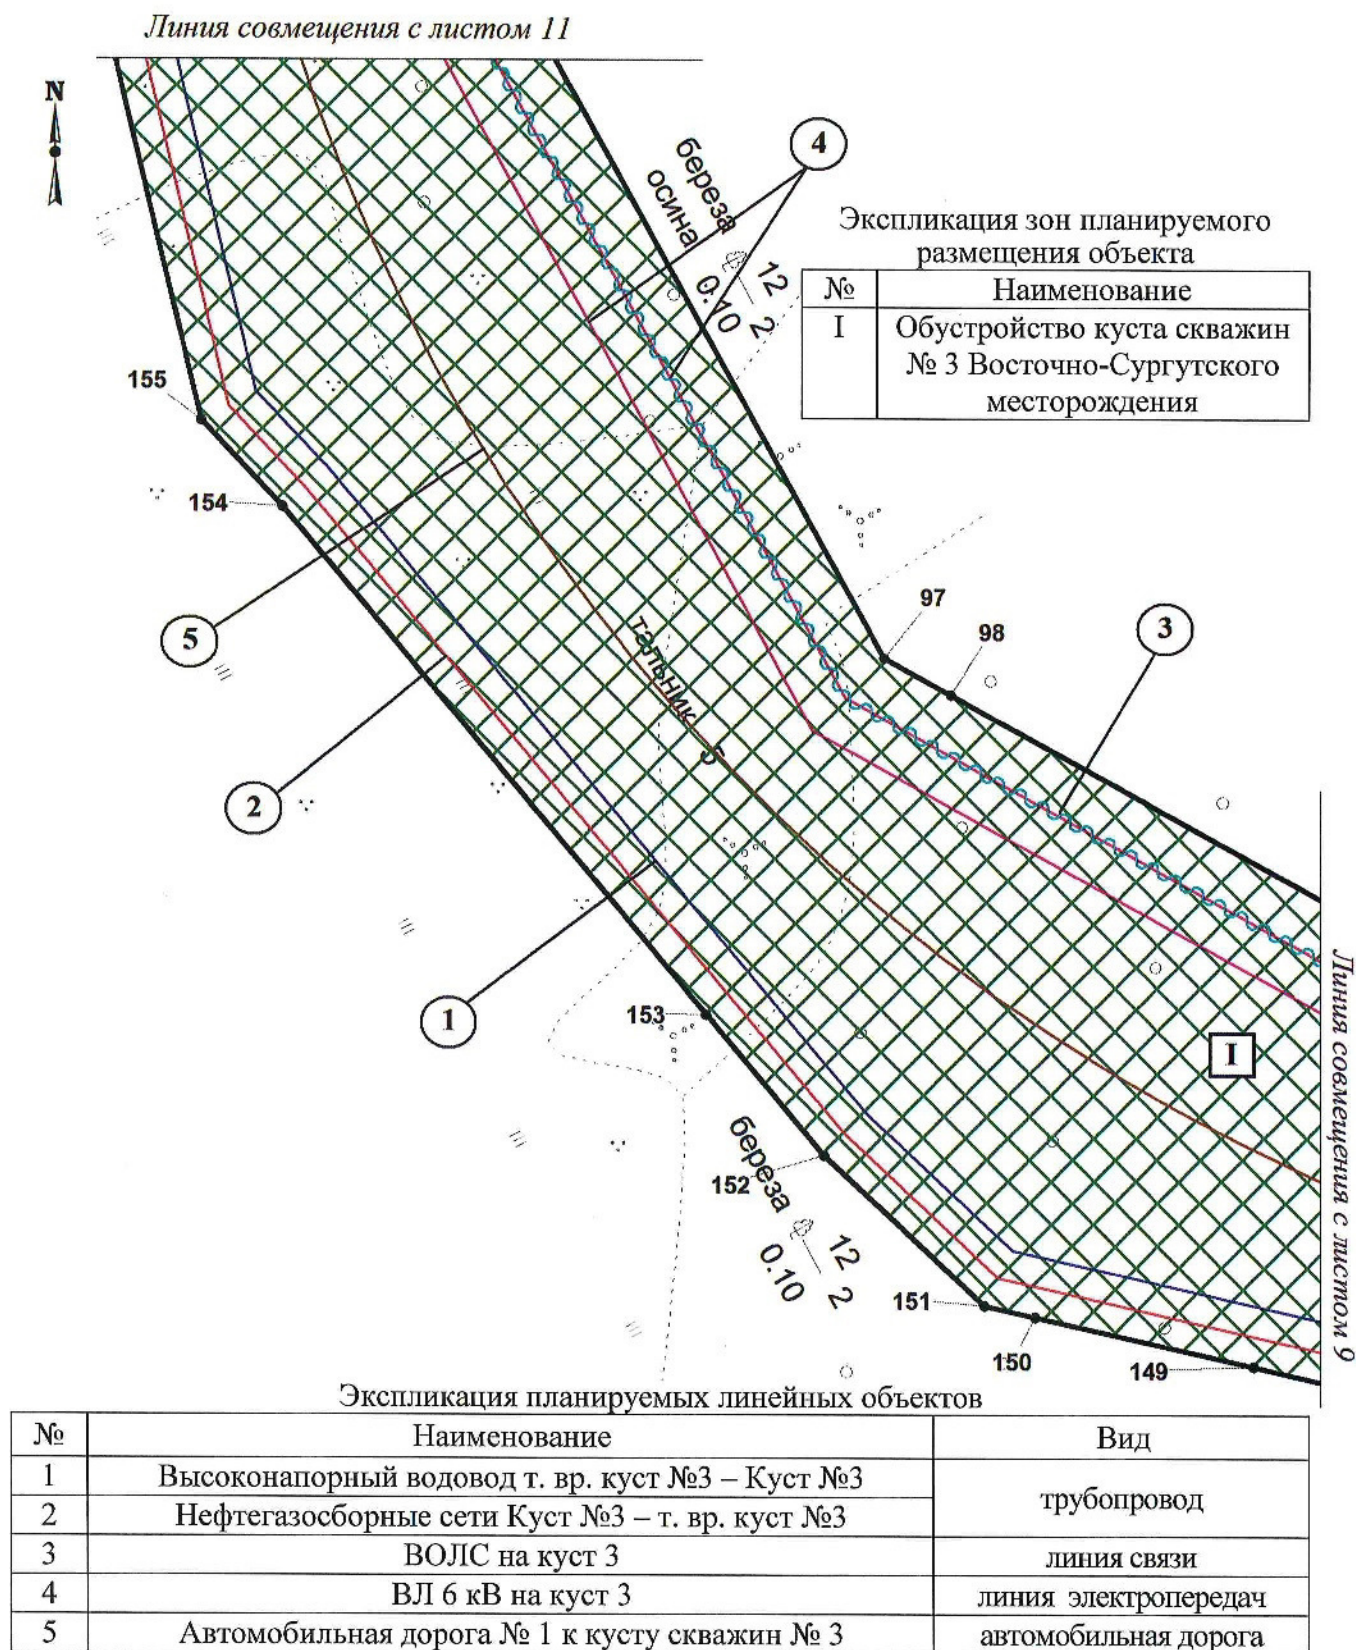 Линия совмещения с листом 11
N
4
береза
осина
12
0.10
2
Экспликация зон планируемого
размещения объекта
№ Наименование
I Обустройство куста скважин
№ 3 Восточно-Сургутского
месторождения
155
154
97
98
3
5
тальник 5
2
1
153
I
Линия совмещения с листом 9
152
береза
12
0.10
2
151
150
149
Экспликация планируемых линейных объектов
№ Наименование Вид
1 Высоконапорный водовод т. вр. куст №3 – Куст №3 трубопровод
2 Нефтегазосборные сети Куст №3 – т. вр. куст №3
3 ВОЛС на куст 3 линия связи
4 ВЛ 6 кВ на куст 3 линия электропередач
5 Автомобильная дорога № 1 к кусту скважин № 3 автомобильная дорога